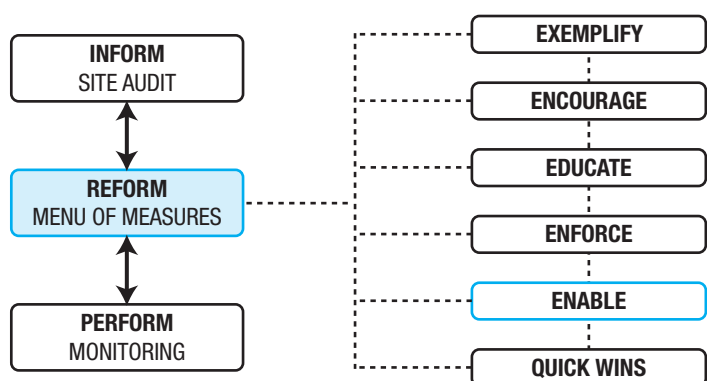 INFORM
SITE AUDIT
REFORM
MENU OF MEASURES
PERFORM
MONITORING
EXEMPLIFY
ENCOURAGE
EDUCATE
ENFORCE
ENABLE
QUICK WINS